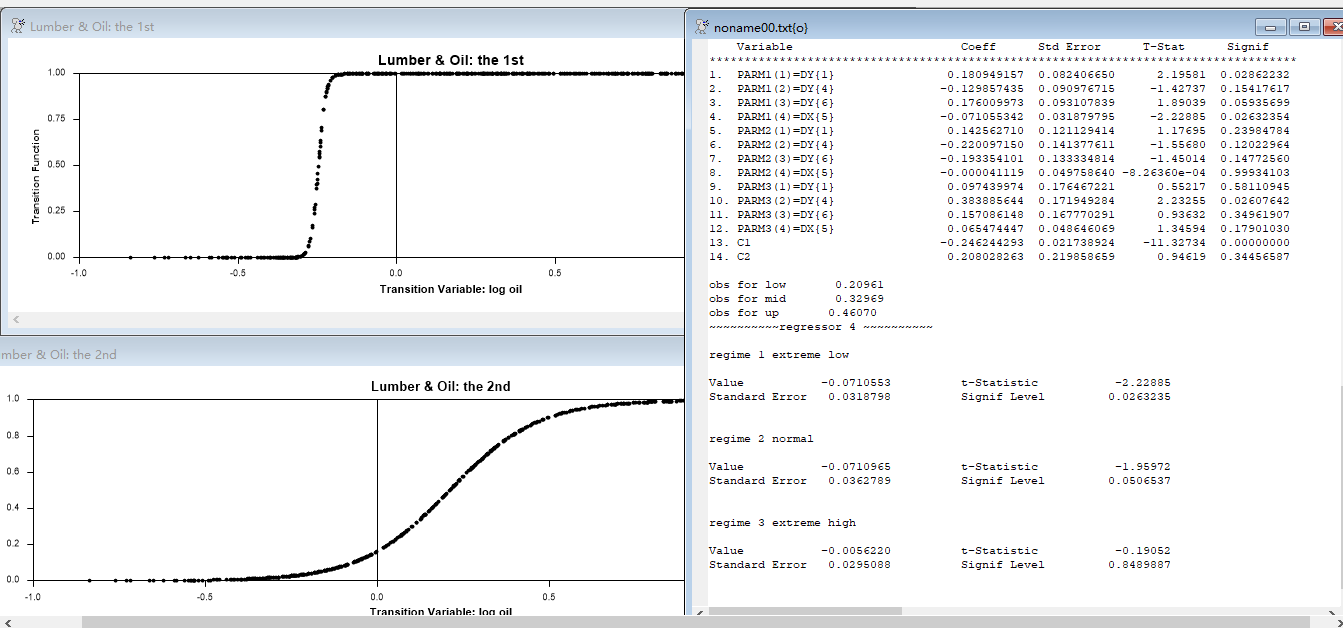 Lumber & Oil: the 1st
Lumber & Oil: the 1st
1.00
0.75
0.50
0.25
0.00
Transition Function
-1.0
-0.5
0.0
0.5
Transition Variable: log oil
mber & Oil: the 2nd
Lumber & Oil: the 2nd
1.0
0.8
0.6
0.4
0.2
0.0
-1.0
-0.5
0.0
0.5
Transition Variable: log oil
noname00.txt{o}
Variable Coeff Std Error T-Stat Signif
************************************************************************************
1. PARM1(1)=DY{1} 0.180949157 0.082406650 2.19581 0.02862232
2. PARM1(2)=DY{4} -0.129857435 0.090976715 -1.42737 0.15417617
3. PARM1(3)=DY{6} 0.176009973 0.093107839 1.89039 0.05935699
4. PARM1(4)=DX{5} -0.071055342 0.031879795 -2.22885 0.02632354
5. PARM2(1)=DY{1} 0.142562710 0.121129414 1.17695 0.23984784
6. PARM2(2)=DY{4} -0.220097150 0.141377611 -1.55680 0.12022964
7. PARM2(3)=DY{6} -0.193354101 0.133334814 -1.45014 0.14772560
8. PARM2(4)=DX{5} -0.000041119 0.049758640 -8.26360e-04 0.99934103
9. PARM3(1)=DY{1} 0.097439974 0.176467221 0.55217 0.58110945
10. PARM3(2)=DY{4} 0.383885644 0.171949284 2.23255 0.02607642
11. PARM3(3)=DY{6} 0.157086148 0.167770291 0.93632 0.34961907
12. PARM3(4)=DX{5} 0.065474447 0.048646069 1.34594 0.17901030
13. C1 -0.246244293 0.021738924 -11.32734 0.00000000
14. C2 0.208028263 0.219858659 0.94619 0.34456587
obs for low 0.20961
obs for mid 0.32969
obs for up 0.46070
~~~~~~~~~~regressor 4 ~~~~~~~~~~
regime 1 extreme low
Value -0.0710553 t-Statistic -2.22885
Standard Error 0.0318798 Signif Level 0.0263235
regime 2 normal
Value -0.0710965 t-Statistic -1.95972
Standard Error 0.0362789 Signif Level 0.0506537
regime 3 extreme high
Value -0.0056220 t-Statistic -0.19052
Standard Error 0.0295088 Signif Level 0.8489887